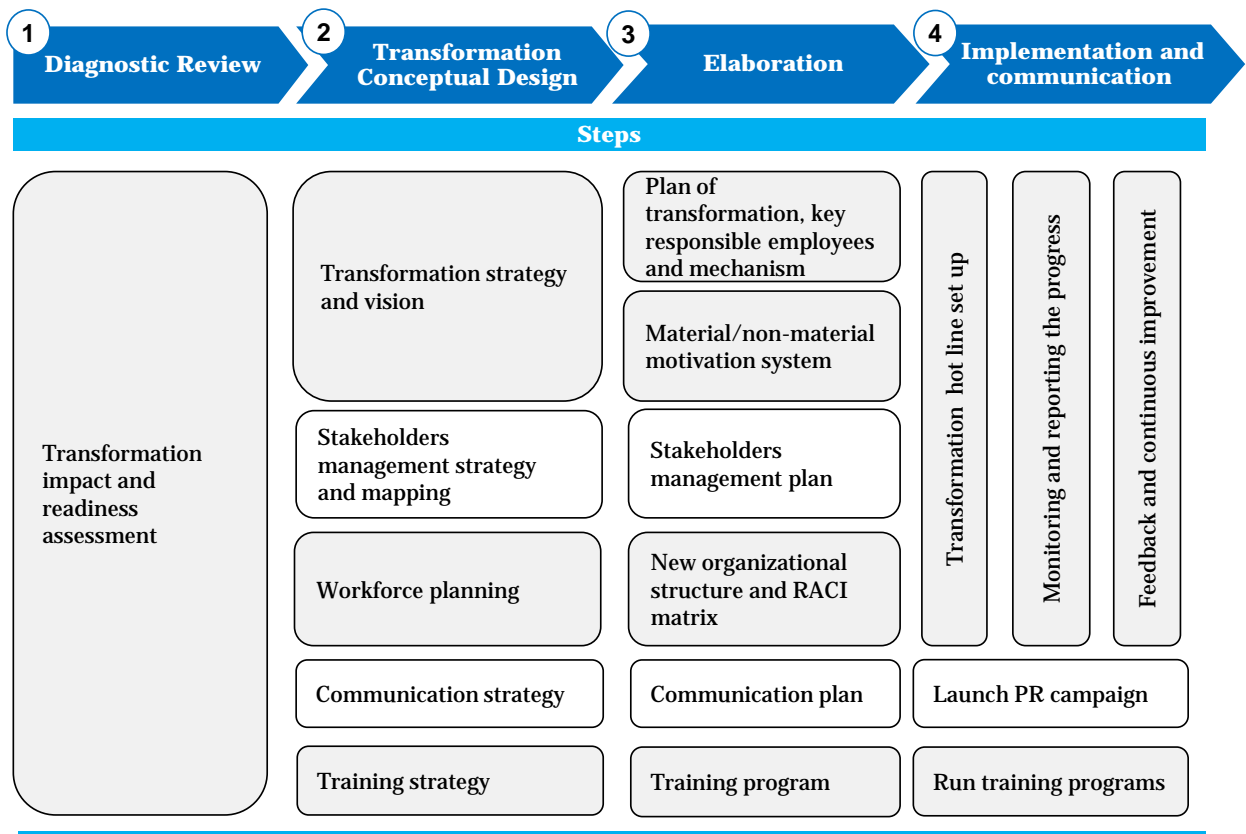 1
Diagnostic Review
2
Transformation
Conceptual Design
3
Elaboration
4
Implementation and
communication
Steps
Transformation
impact and
readiness
assessment
Transformation strategy
and vision
Stakeholders
management strategy
and mapping
Workforce planning
Communication strategy
Training strategy
Plan of
transformation, key
responsible employees
and mechanism
Material/non-material
motivation system
Stakeholders
management plan
New organizational
structure and RACI
matrix
Communication plan
Training program
Transformation hot line set up
Monitoring and reporting the progress
Feedback and continuous improvement
Launch PR campaign
Run training programs